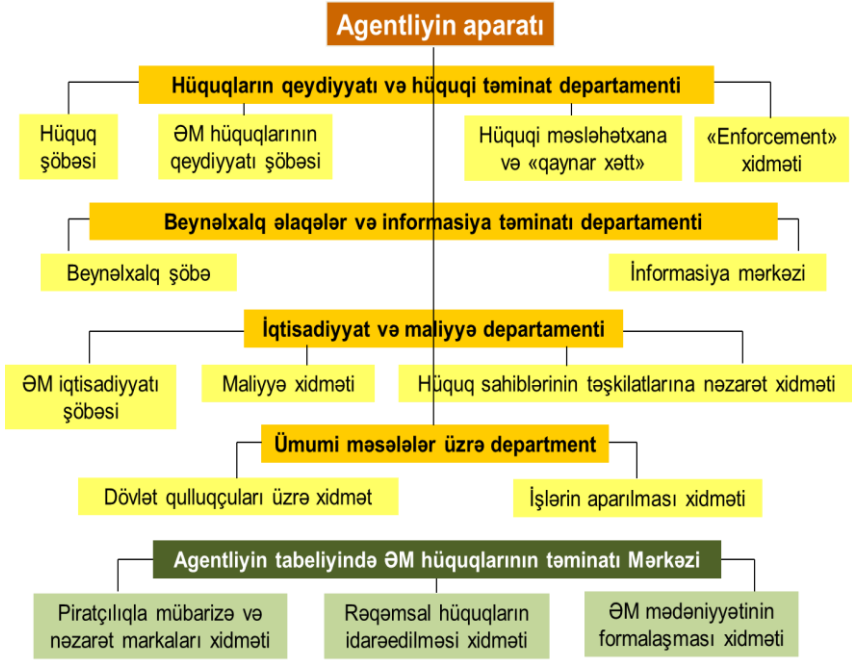 Agentliyin aparatı
Hüquqların qeydiyyatı və hüquqi təminat departamenti
Hüquq
şöbəsi
ƏM hüquqlarının
qeydiyyatı şöbəsi
Hüquqi məsləhətxana
və «qaynar xətt»
«Enforcement»
xidməti
Beynəlxalq əlaqələr və informasiya təminatı departamenti
Beynəlxalq şöbə
İnformasiya mərkəzi
İqtisadiyyat və maliyyə departamenti
ƏM iqtisadiyyatı
şöbəsi
Maliyyə xidməti
Hüquq sahiblərinin təşkilatlarına nəzarət xidməti
Ümumi məsələlər üzrə department
Dövlət qulluqçuları üzrə xidmət
İşlərin aparılması xidməti
Agentliyin tabeliyində ƏM hüquqlarının təminatı Mərkəzi
Piratçılıqla mübarizə və
nəzarət markaları xidməti
Rəqəmsal hüquqların
idarəedilməsi xidməti
ƏM mədəniyyətinin
formalaşması xidməti